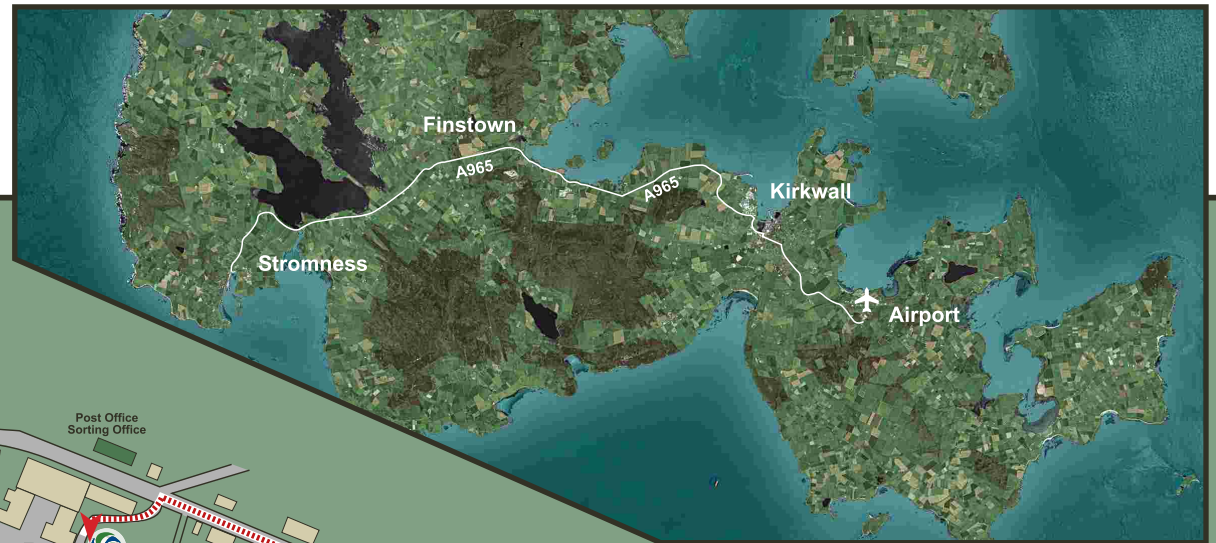 Finstown
A965
A965
Kirkwall
Stromness
Airport
Post Office
Sorting Office